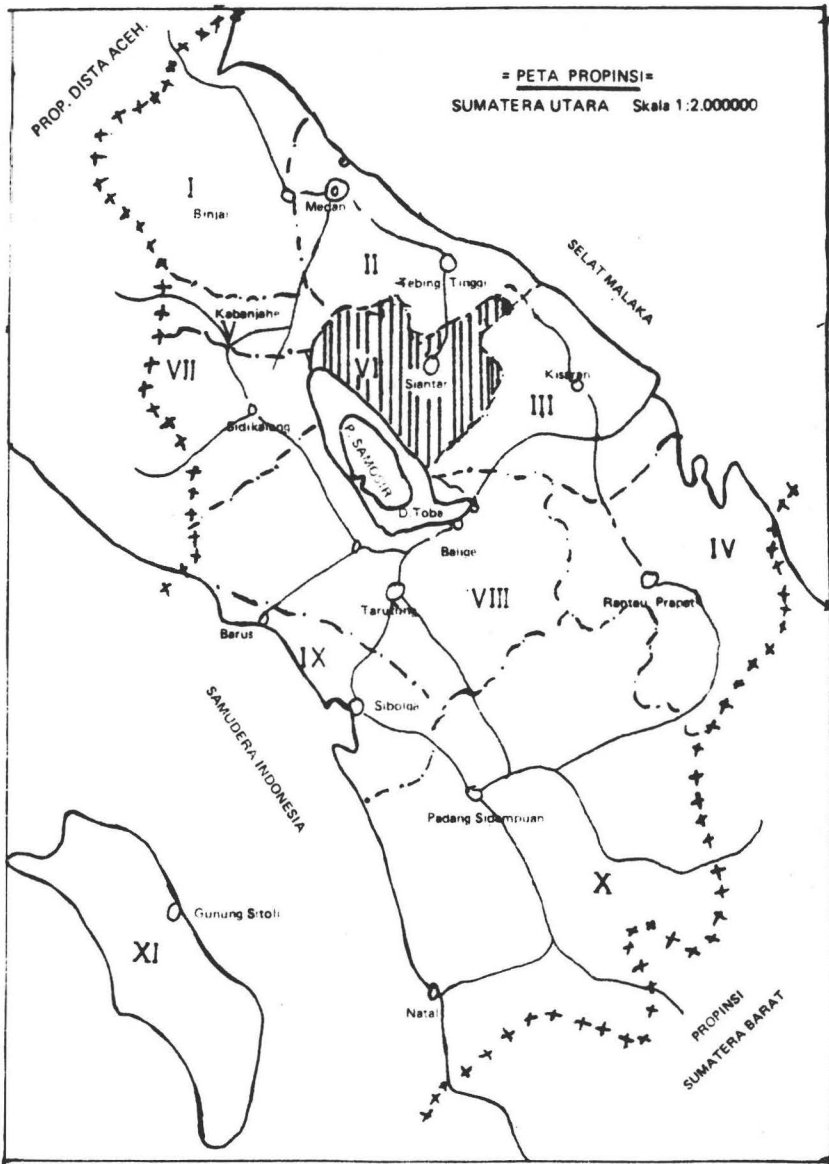 = PETA PROPINSI=
SUMATERA UTARA Skala 1:2.000000
PROP. DISTA ACEH.
I
Binjai
Medan
II
Tebing Tinggi
SELAT MALAKA
Kabanjahe
V
VII
VI
Siantar
Kisaran
III
Sidikalang
P. SAMOSIR
D. Toba
Balige
IV
Tarutung
VIII
Rantau Prapat
Barus
IX
Sibolga
SAMUDERA INDONESIA
Padang Sidempuan
X
Gunung Sitoli
XI
Natal
PROPINSI
SUMATERA BARAT